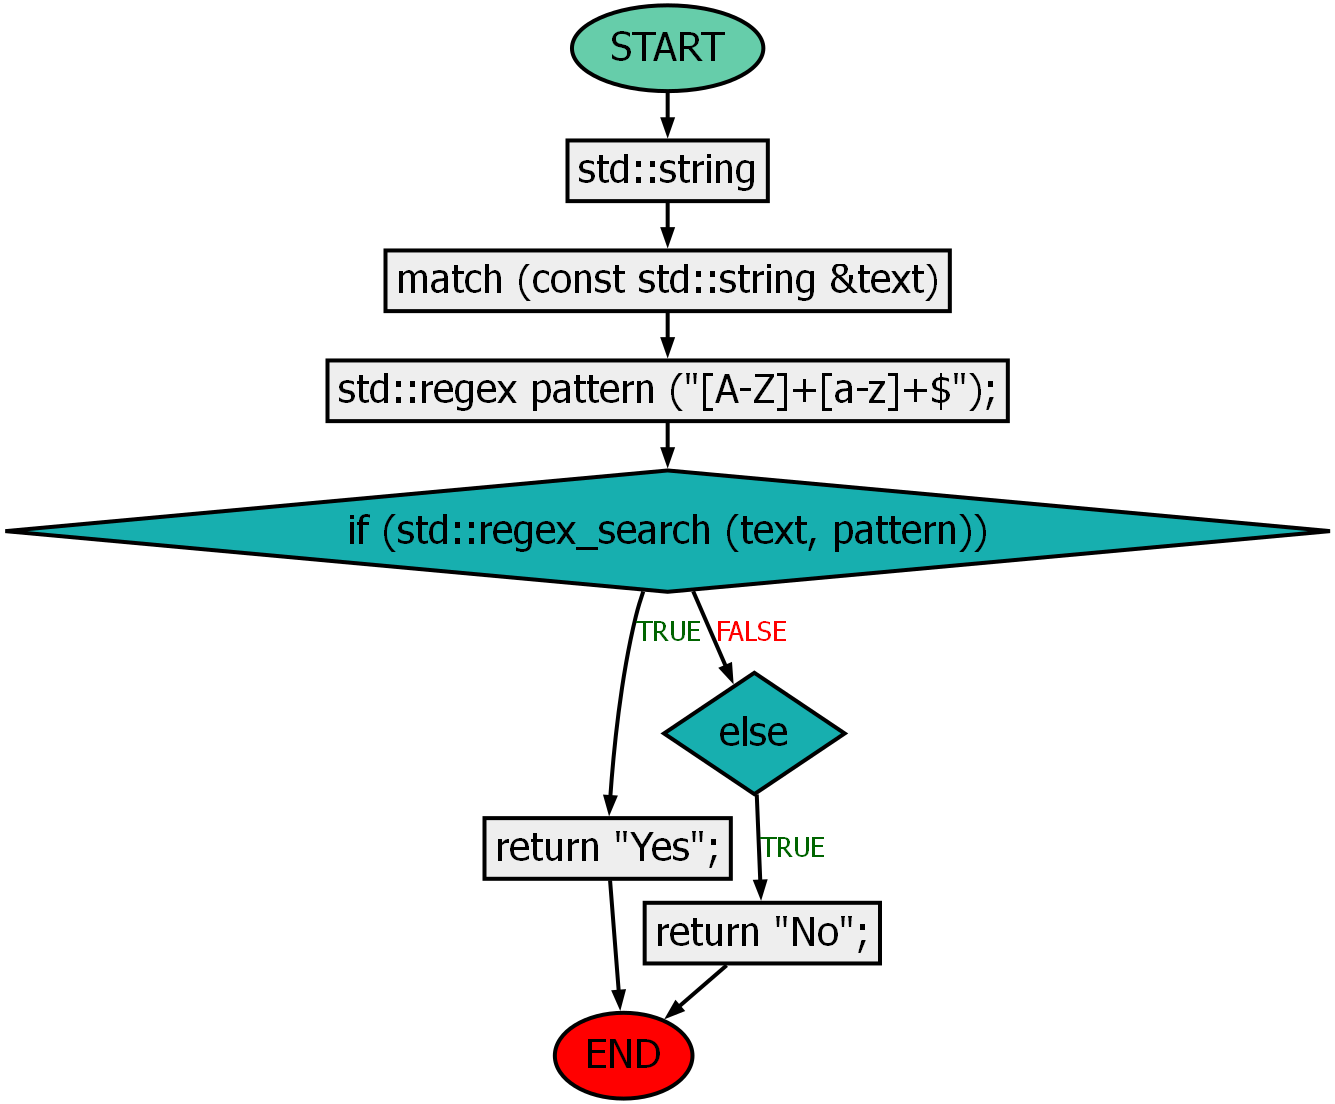 START
std::string
match (const std::string &text)
std::regex pattern ("[A-Z]+[a-z]+$");
if (std::regex_search (text, pattern))
TRUE
FALSE
else
return "Yes";
TRUE
return "No";
END